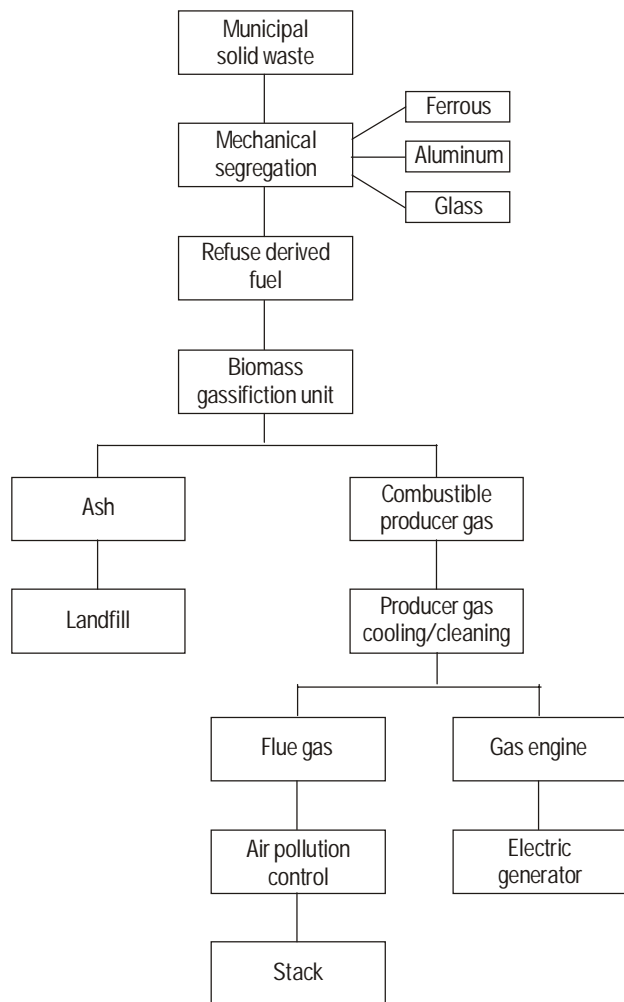 Municipal
solid waste
Ferrous
Mechanical
segregation
Aluminum
Glass
Refuse derived
fuel
Biomass
gassifiction unit
Ash
Combustible
producer gas
Landfill
Producer gas
cooling/cleaning
Flue gas
Gas engine
Air pollution
control
Electric
generator
Stack